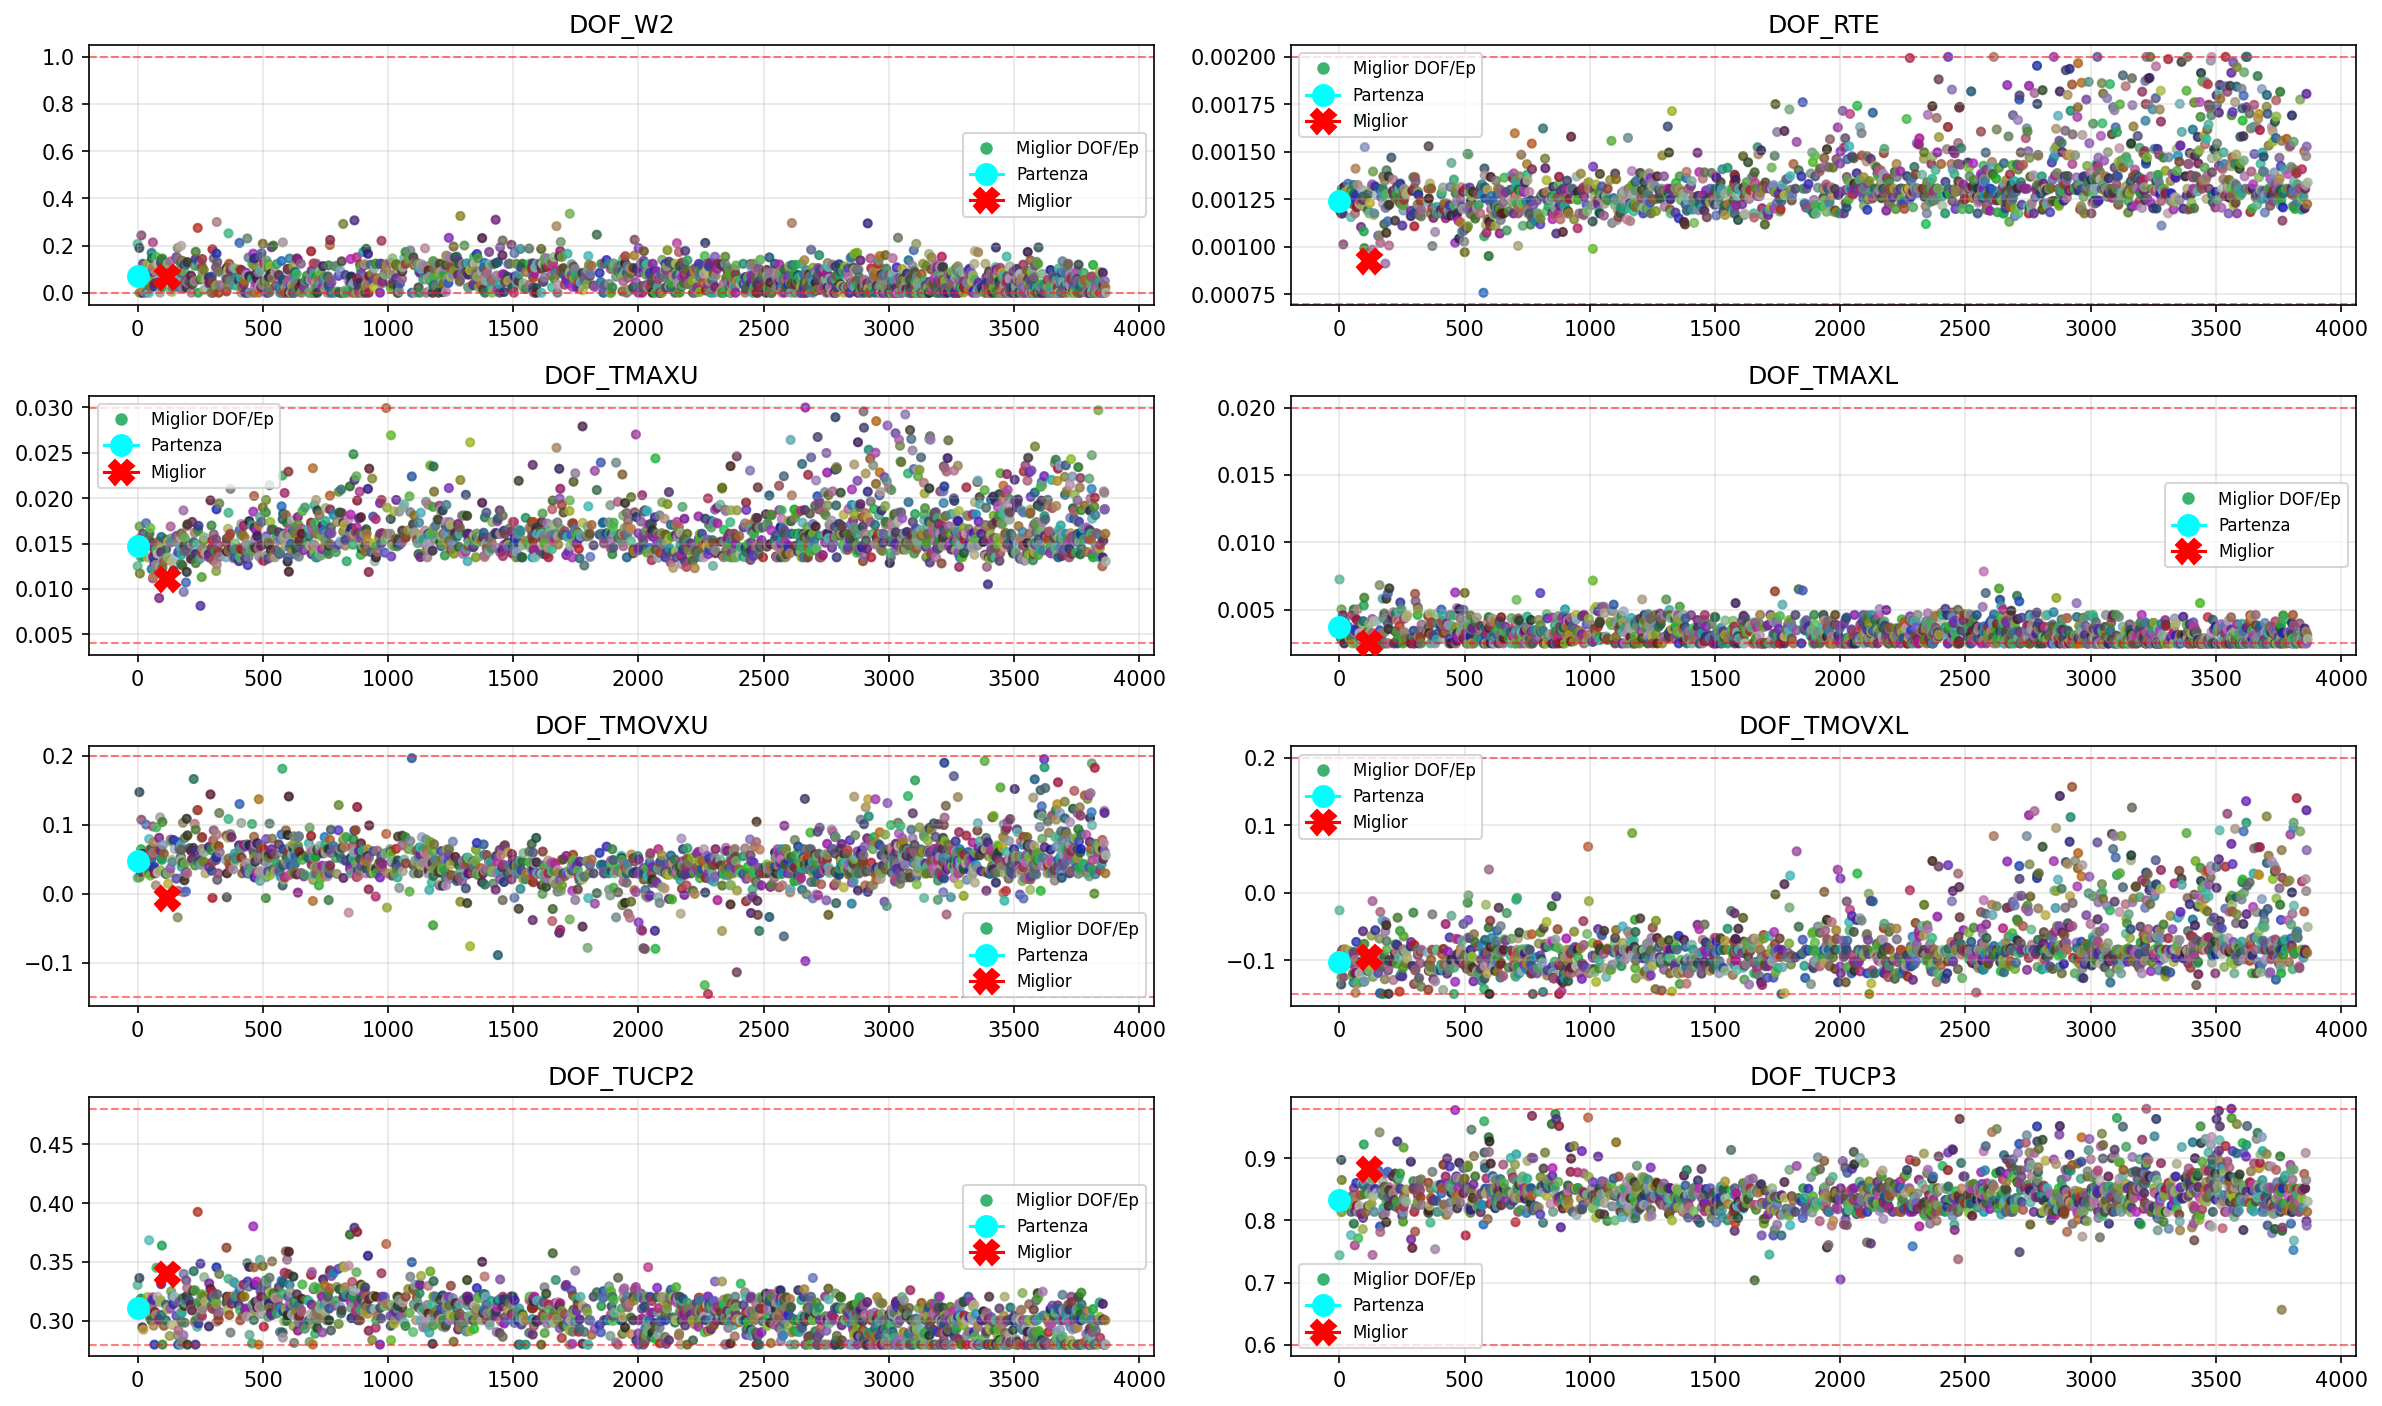 DOF_W2
1.0
0.8
0.6
0.4
0.2
0.0
Miglior DOF/Ep
Partenza
Miglior
0 500 1000 1500 2000 2500 3000 3500 4000
DOF_RTE
0.00200
0.00175
0.00150
0.00125
0.00100
0.00075
Miglior DOF/Ep
Partenza
Miglior
0 500 1000 1500 2000 2500 3000 3500 4000
DOF_TMAXU
0.030
0.025
0.020
0.015
0.010
0.005
Miglior DOF/Ep
Partenza
Miglior
0 500 1000 1500 2000 2500 3000 3500 4000
DOF_TMAXL
0.020
0.015
0.010
0.005
Miglior DOF/Ep
Partenza
Miglior
0 500 1000 1500 2000 2500 3000 3500 4000
DOF_TMOVXU
0.2
0.1
0.0
−0.1
Miglior DOF/Ep
Partenza
Miglior
0 500 1000 1500 2000 2500 3000 3500 4000
DOF_TMOVXL
0.2
0.1
0.0
−0.1
Miglior DOF/Ep
Partenza
Miglior
0 500 1000 1500 2000 2500 3000 3500 4000
DOF_TUCP2
0.45
0.40
0.35
0.30
Miglior DOF/Ep
Partenza
Miglior
0 500 1000 1500 2000 2500 3000 3500 4000
DOF_TUCP3
0.9
0.8
0.7
0.6
Miglior DOF/Ep
Partenza
Miglior
0 500 1000 1500 2000 2500 3000 3500 4000